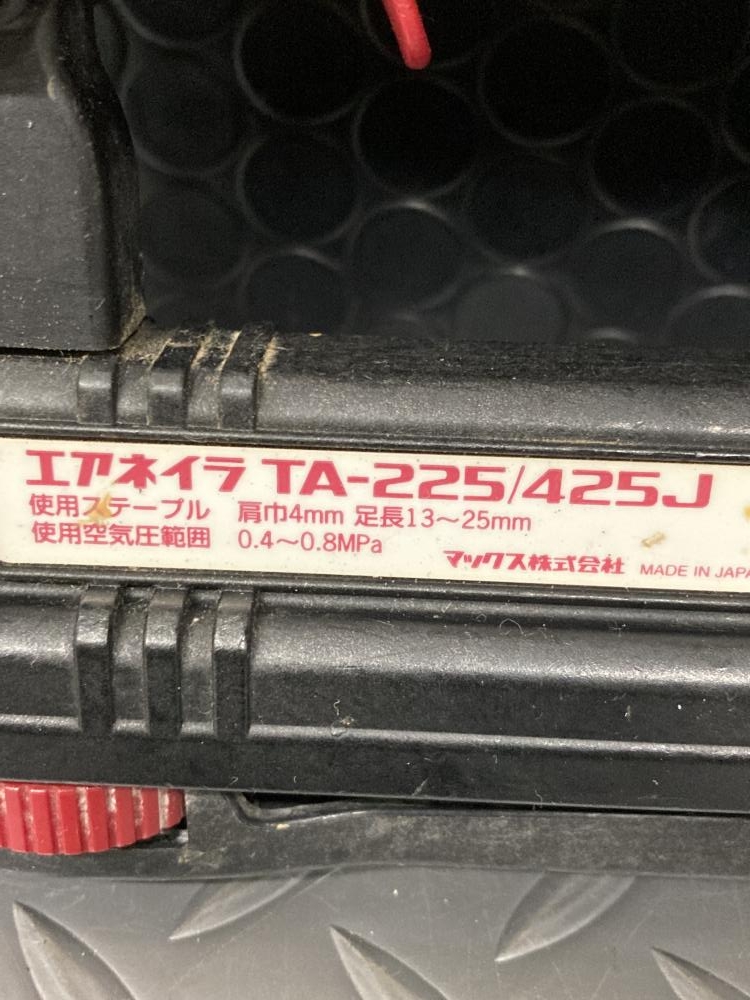 エアネイラ TA-225/425J
使用ステープル 肩巾4mm 足長13～25mm
使用空気圧範囲 0.4～0.8MPa
マックス株式会社 MADE IN JAPA